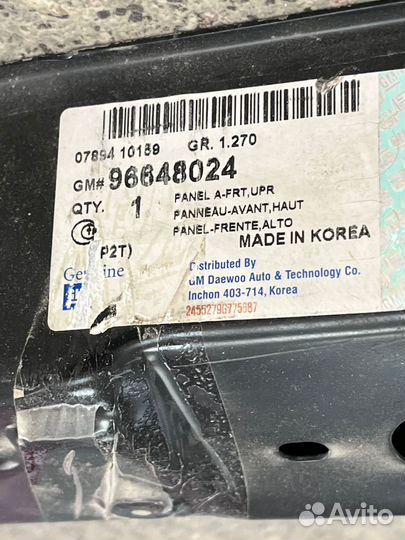 07894 10159 GR. 1.270
GM# 96648024
QTY. 1 PANEL A-FRT,UPR
PANNEAU-AVANT,HAUT
PANEL-FRENTE,ALTO
MADE IN KOREA
P2T)
Distributed By
GM Daewoo Auto & Technology Co.
Inchon 403-714, Korea
Avito